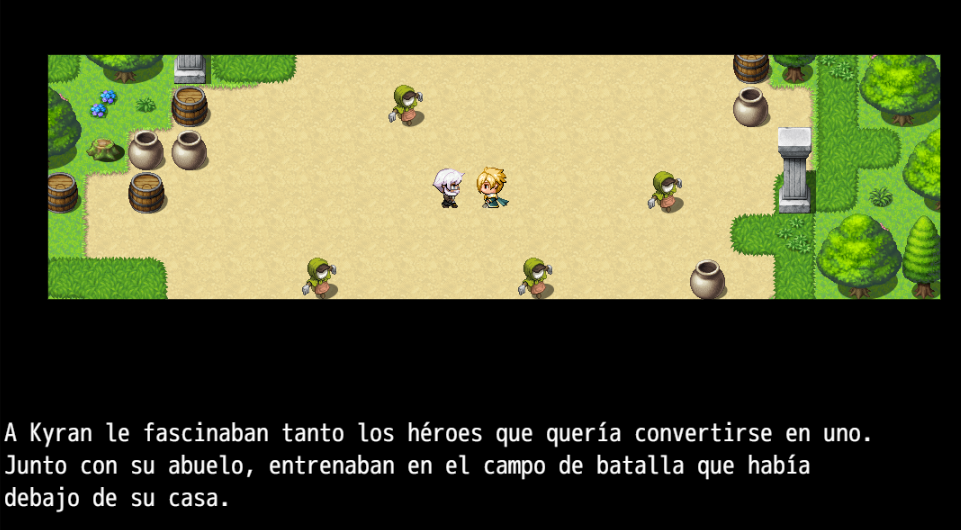 A Kyran le fascinaban tanto los héroes que quería convertirse en uno.
Junto con su abuelo, entrenaban en el campo de batalla que había
debajo de su casa.